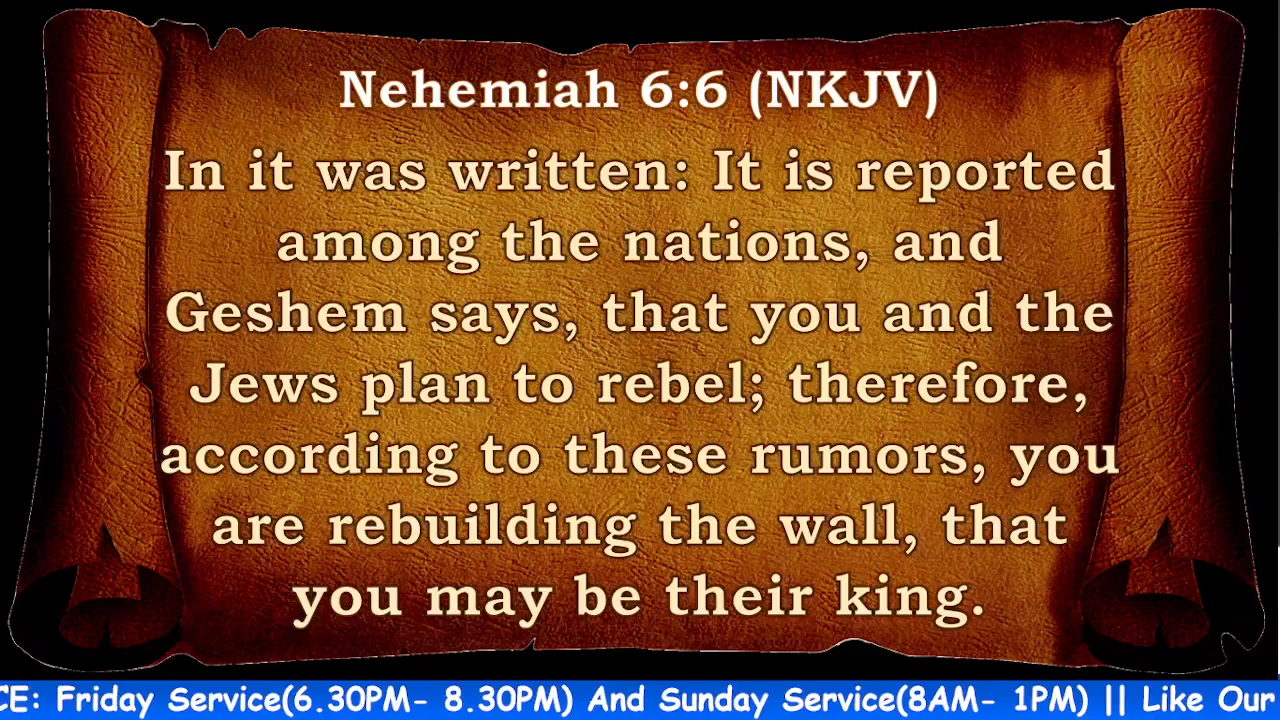 Nehemiah 6:6 (NKJV)
In it was written: It is reported
among the nations, and
Geshem says, that you and the
Jews plan to rebel; therefore,
according to these rumors, you
are rebuilding the wall, that
you may be their king.
CE: Friday Service(6.30PM- 8.30PM) And Sunday Service(8AM- 1PM) || Like Our